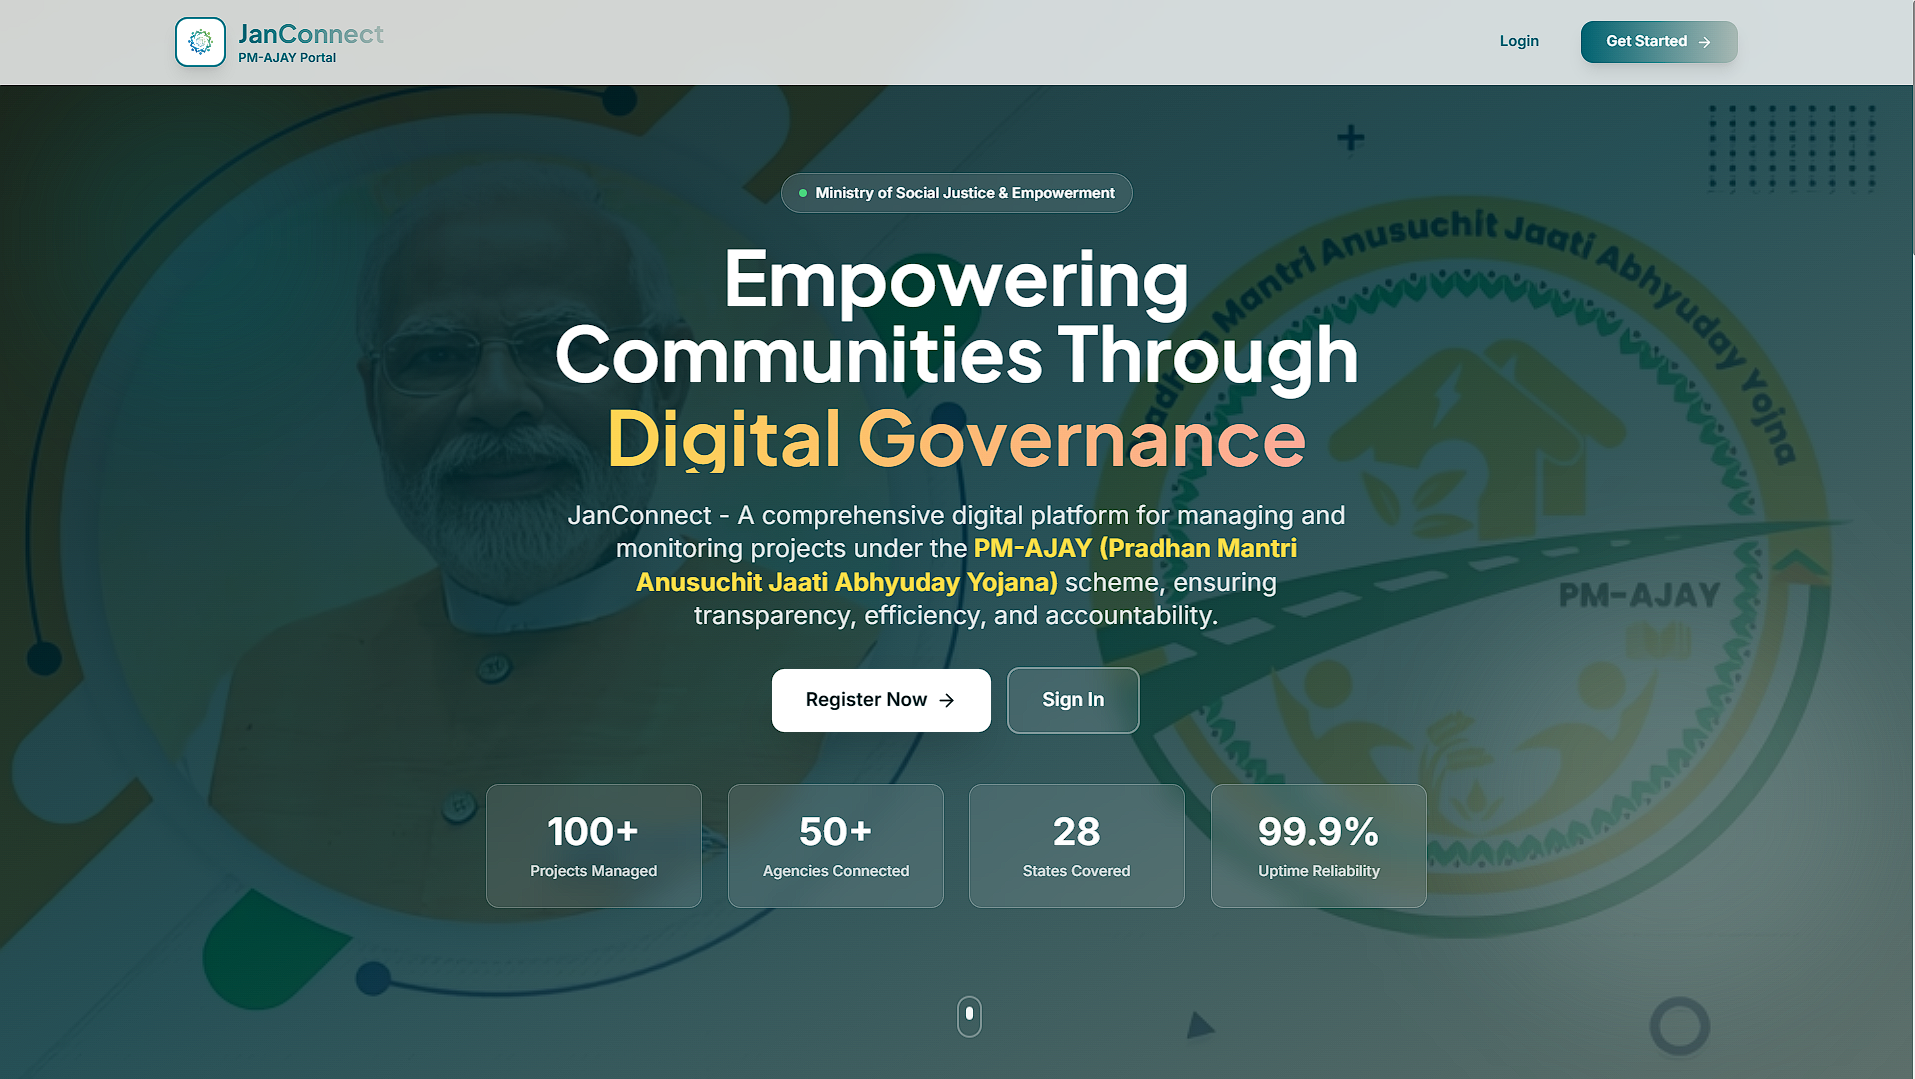 JanConnect
PM-AJAY Portal
Login
Get Started
Ministry of Social Justice & Empowerment
Empowering
Communities Through
Digital Governance
JanConnect - A comprehensive digital platform for managing and
monitoring projects under the PM-AJAY (Pradhan Mantri
Anusuchit Jaati Abhyuday Yojana) scheme, ensuring
transparency, efficiency, and accountability.
Register Now
Sign In
100+
Projects Managed
50+
Agencies Connected
28
States Covered
99.9%
Uptime Reliability
Pradhan Mantri Anusuchit Jaati Abhyuday Yojna
PM-AJAY